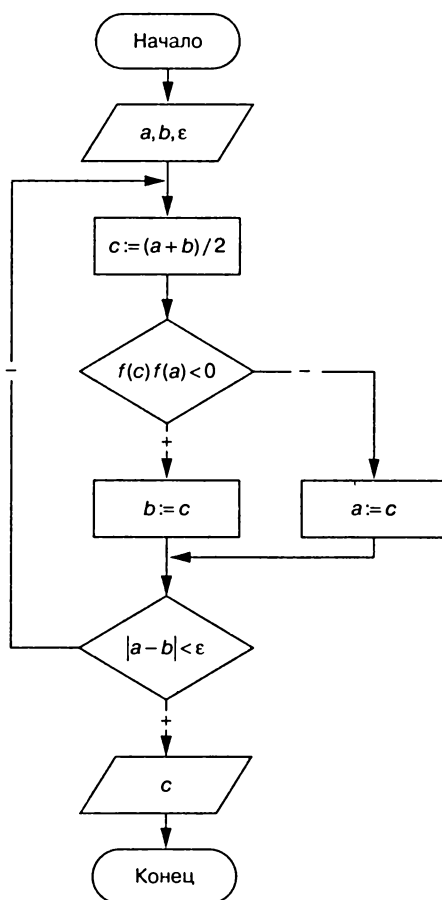 Начало
a, b, ε
c := (a + b) / 2
f(c) f(a) < 0
–
–
+
b := c
a := c
|a – b| < ε
+
c
Конец